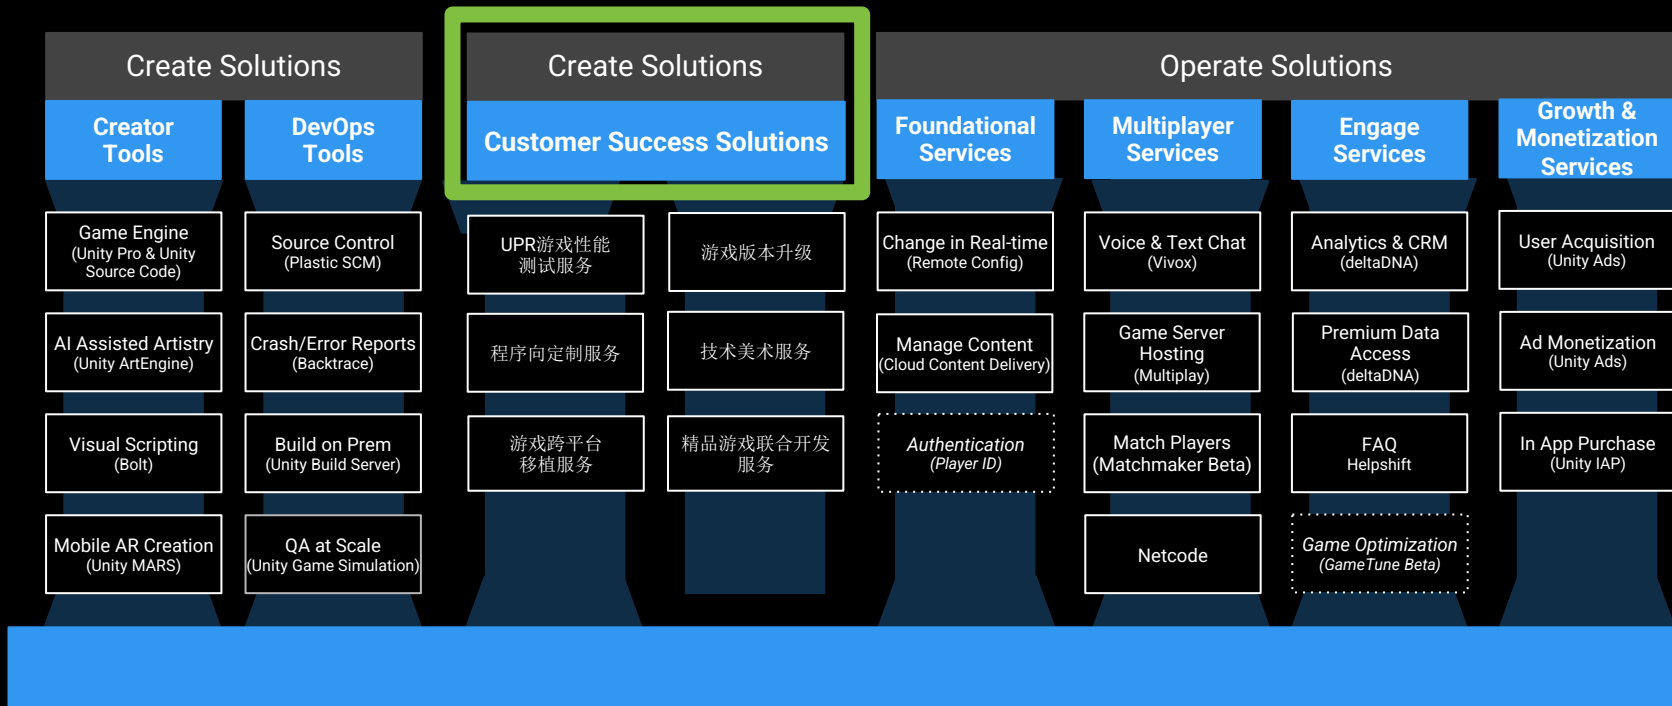 Create Solutions
Create Solutions
Operate Solutions
Creator
Tools
DevOps
Tools
Customer Success Solutions
Foundational
Services
Multiplayer
Services
Engage
Services
Growth &
Monetization
Services
Game Engine
(Unity Pro & Unity
Source Code)
Source Control
(Plastic SCM)
UPR游戏性能
测试服务
游戏版本升级
Change in Real-time
(Remote Config)
Voice & Text Chat
(Vivox)
Analytics & CRM
(deltaDNA)
User Acquisition
(Unity Ads)
AI Assisted Artistry
(Unity ArtEngine)
Crash/Error Reports
(Backtrace)
程序向定制服务
技术美术服务
Manage Content
(Cloud Content Delivery)
Game Server
Hosting
(Multiplay)
Premium Data
Access
(deltaDNA)
Ad Monetization
(Unity Ads)
Visual Scripting
(Bolt)
Build on Prem
(Unity Build Server)
游戏跨平台
移植服务
精品游戏联合开发
服务
Authentication
(Player ID)
Match Players
(Matchmaker Beta)
FAQ
Helpshift
In App Purchase
(Unity IAP)
Mobile AR Creation
(Unity MARS)
QA at Scale
(Unity Game Simulation)
Netcode
Game Optimization
(GameTune Beta)